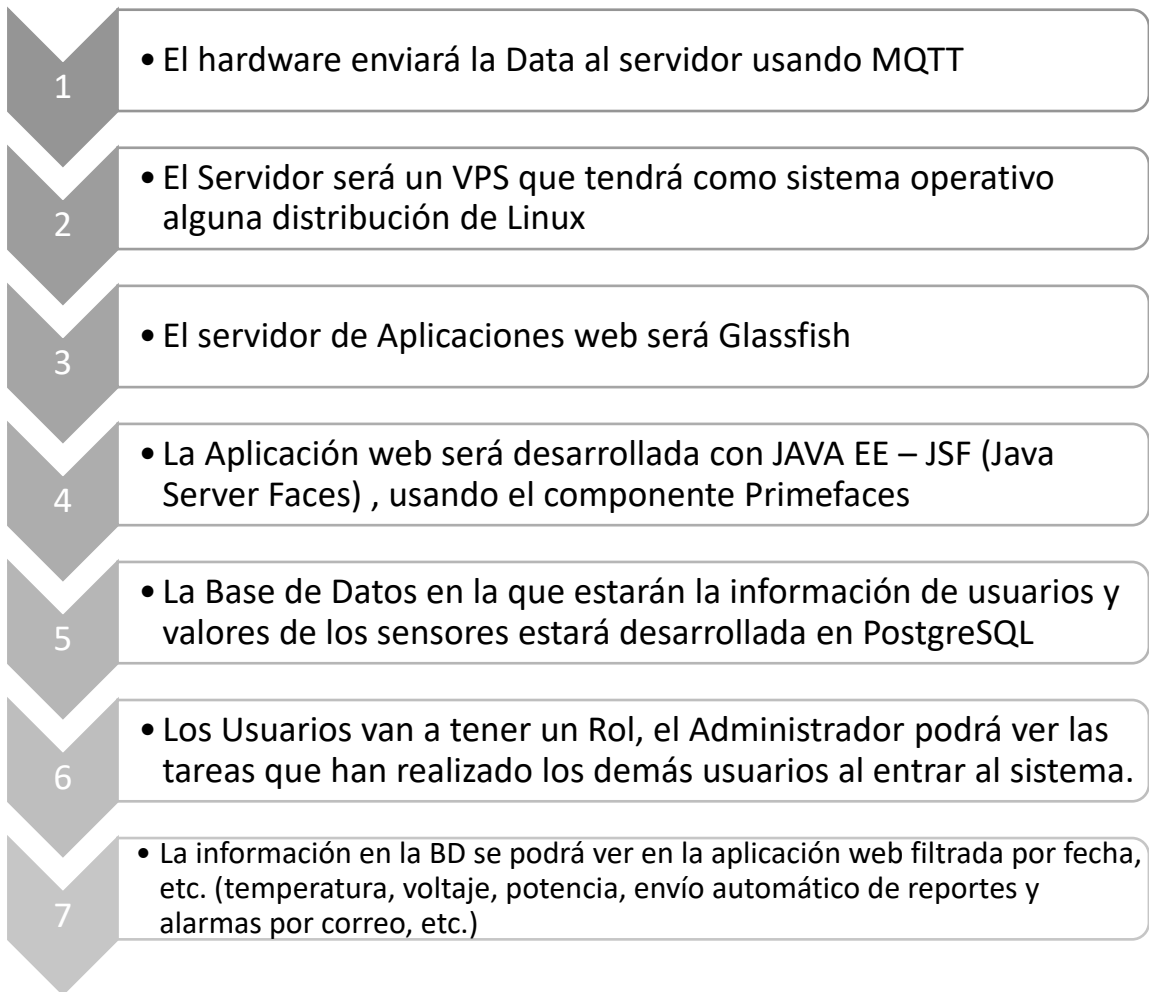 1
• El hardware enviará la Data al servidor usando MQTT
2
• El Servidor será un VPS que tendrá como sistema operativo
alguna distribución de Linux
3
• El servidor de Aplicaciones web será Glassfish
4
• La Aplicación web será desarrollada con JAVA EE – JSF (Java
Server Faces) , usando el componente Primefaces
5
• La Base de Datos en la que estarán la información de usuarios y
valores de los sensores estará desarrollada en PostgreSQL
6
• Los Usuarios van a tener un Rol, el Administrador podrá ver las
tareas que han realizado los demás usuarios al entrar al sistema.
7
• La información en la BD se podrá ver en la aplicación web filtrada por fecha,
etc. (temperatura, voltaje, potencia, envío automático de reportes y
alarmas por correo, etc.)